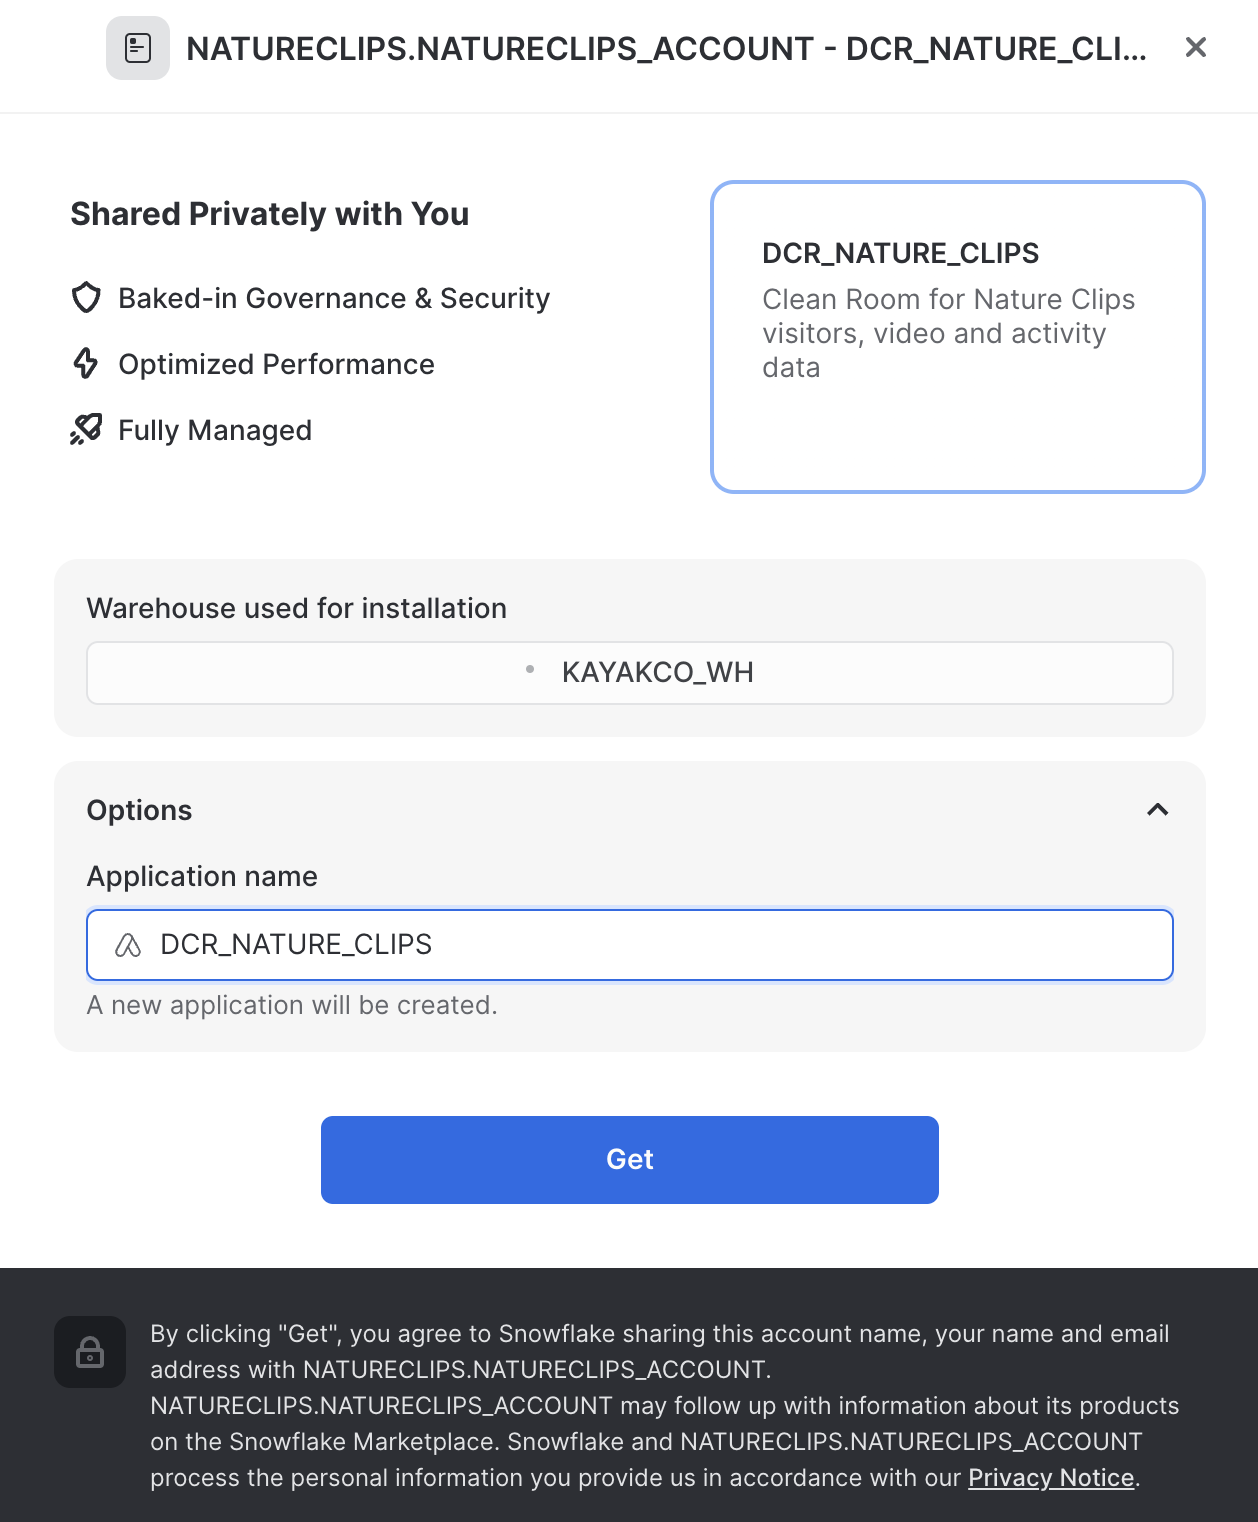 NATURECLIPS.NATURECLIPS_ACCOUNT - DCR_NATURE_CLI...
Shared Privately with You
Baked-in Governance & Security
Optimized Performance
Fully Managed
DCR_NATURE_CLIPS
Clean Room for Nature Clips
visitors, video and activity
data
Warehouse used for installation
KAYAKCO_WH
Options
Application name
DCR_NATURE_CLIPS
A new application will be created.
Get
By clicking "Get", you agree to Snowflake sharing this account name, your name and email
address with NATURECLIPS.NATURECLIPS_ACCOUNT.
NATURECLIPS.NATURECLIPS_ACCOUNT may follow up with information about its products
on the Snowflake Marketplace. Snowflake and NATURECLIPS.NATURECLIPS_ACCOUNT
process the personal information you provide us in accordance with our Privacy Notice.